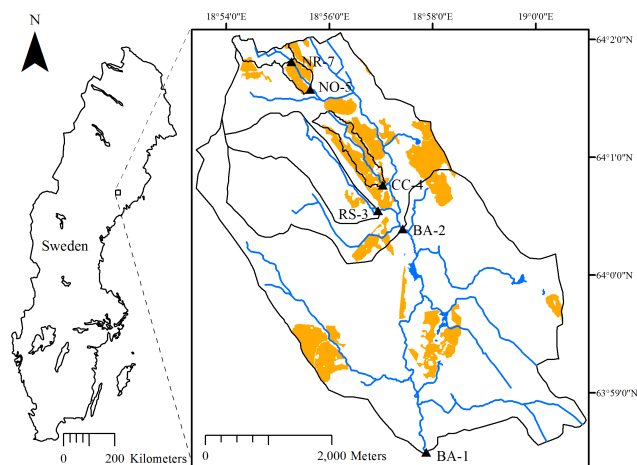 18°54'0"E 18°56'0"E 18°58'0"E 19°0'0"E
N
64°2'0"N
NR-7
NO-5
64°1'0"N
CC-4
RS-3
BA-2
Sweden
64°0'0"N
63°59'0"N
0 200 Kilometers
0 2,000 Meters
BA-1